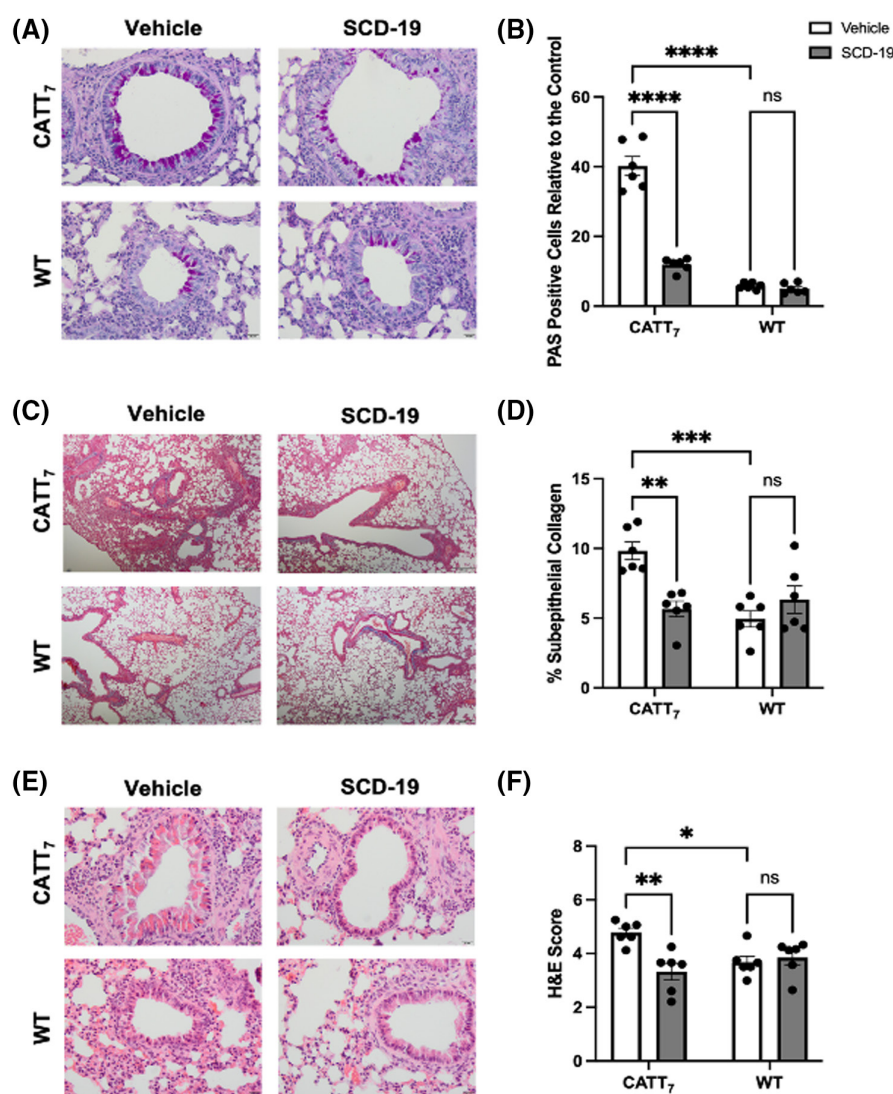 (A)
Vehicle
SCD-19
CATT7
WT
(B)
Vehicle
SCD-19
PAS Positive Cells Relative to the Control
60
40
20
0
****
****
ns
CATT7
WT
(C)
Vehicle
SCD-19
CATT7
WT
(D)
% Subepithelial Collagen
15
10
5
0
***
**
ns
CATT7
WT
(E)
Vehicle
SCD-19
CATT7
WT
(F)
H&E Score
8
6
4
2
0
*
**
ns
CATT7
WT